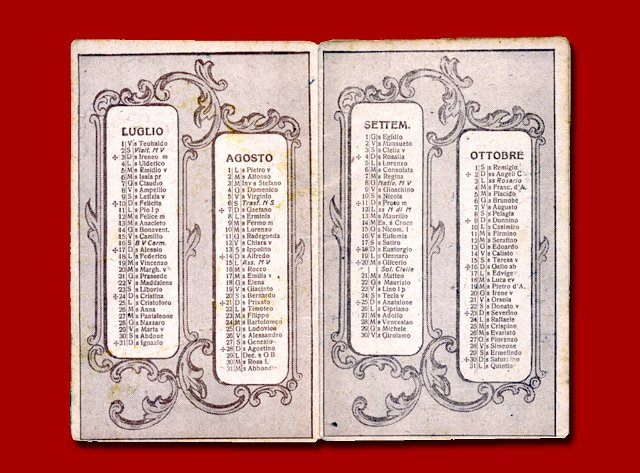 LUGLIO
1 V s Teobaldo
2 S Visit. M V
✢ 3 D s Ireneo m
4 L s Ulderico
5 M s Emidio v
6 M s Isaia pr
7 G s Claudio
8 V s Ampellio
9 S s Letizia v
✢ 10 D s Felicita
11 L s Pio I p
12 M s Felice m
13 M s Anacleto
14 G s Bonavent.
15 V s Camillo
16 S B V Carm.
✢ 17 D s Alessio
18 L s Federico
19 M s Vincenzo
20 M s Margh. v
21 G s Prassede
22 V s Maddalena
23 S s Liborio
✢ 24 D s Cristina
25 L s Cristoforo
26 M s Anna
27 M s Pantaleone
28 G s Nazzaro
29 V s Marta v
30 S s Abdone
✢ 31 D s Ignazio
AGOSTO
1 L s Pietro v
2 M s Alfonso
3 M Inv s Stefano
4 G s Domenico
5 V s Virginio
6 S Trasf. N S
✢ 7 D s Gaetano
8 L s Erminia
9 M s Fermo m
10 M s Lorenzo
11 G s Radegonda
12 V s Chiara v
13 S s Ippolito
✢ 14 D s Alfredo
15 L Ass. M V
16 M s Rocco
17 M s Emilia v
18 G s Elena
19 V s Giacinto
20 S s Bernardo
✢ 21 D s Privato
22 L s Timoteo
23 M s Filippo
24 M s Bartolomeo
25 G s Lodovico
26 V s Alessandro
27 S s Genesio
✢ 28 D s Agostino
29 L Dec. s G B
30 M s Rosa L
31 M s Abbond
SETTEM.
1 G s Egidio
2 V s Mansueto
3 S s Clelia v
✢ 4 D s Rosalia
5 L s Lorenzo
6 M s Consolata
7 M s Regina
8 G Nativ. M V
9 V s Gioachino
10 S s Nicola
✢ 11 D s Proto m
12 L ss N di M
13 M s Maurilio
14 M Es. s Croce
15 G s Nicom.
16 V s Eufemia
17 S s Satiro
✢ 18 D s Eustorgio
19 L s Gennaro
✢ 20 M s Glicerio
Sol. Civile
21 M s Matteo
22 G s Maurizio
23 V s Lino I p
24 S s Tecla v
✢ 25 D s Anatalone
26 L s Cipriano
27 M s Adolfo
28 M s Venceslao
29 G s Michele
30 V s Girolamo
OTTOBRE
1 S s Remigio
✢ 2 D ss Angeli C
3 L ss Rosario
4 M s Franc. d'A.
5 M s Placido
6 G s Brunone
7 V s Augusto
8 S s Pelagia
✢ 9 D s Donnino
10 L s Casimiro
11 M s Firmino
12 M s Serafino
13 G s Edoardo
14 V s Calisto
15 S s Teresa v
✢ 16 D s Gallo ab
17 L s Edvige
18 M s Luca ev
19 M s Pietro d'A.
20 G s Irene v
21 V s Orsola
22 S s Donato v
✢ 23 D s Severino
24 L s Raffaele
25 M s Crispino
26 M s Evaristo
27 G s Fiorenzo
28 V s Simeone
29 S s Ermelindo
✢ 30 D s Saturnino
31 L s Quintin